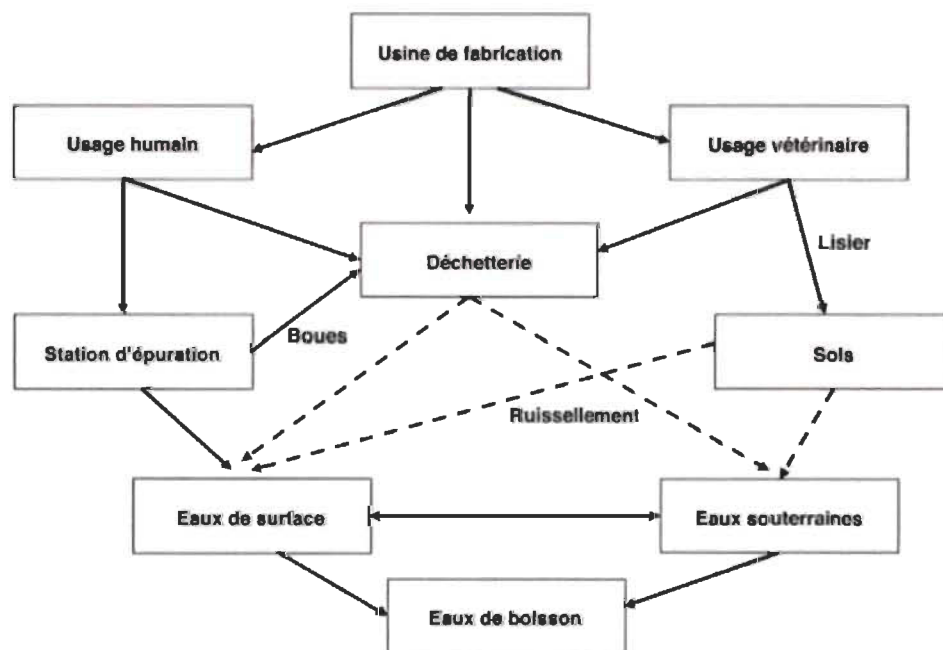 Usine de fabrication
Usage humain
Usage vétérinaire
Déchetterie
Lisier
Station d'épuration
Boues
Sols
Ruissellement
Eaux de surface
Eaux souterraines
Eaux de boisson